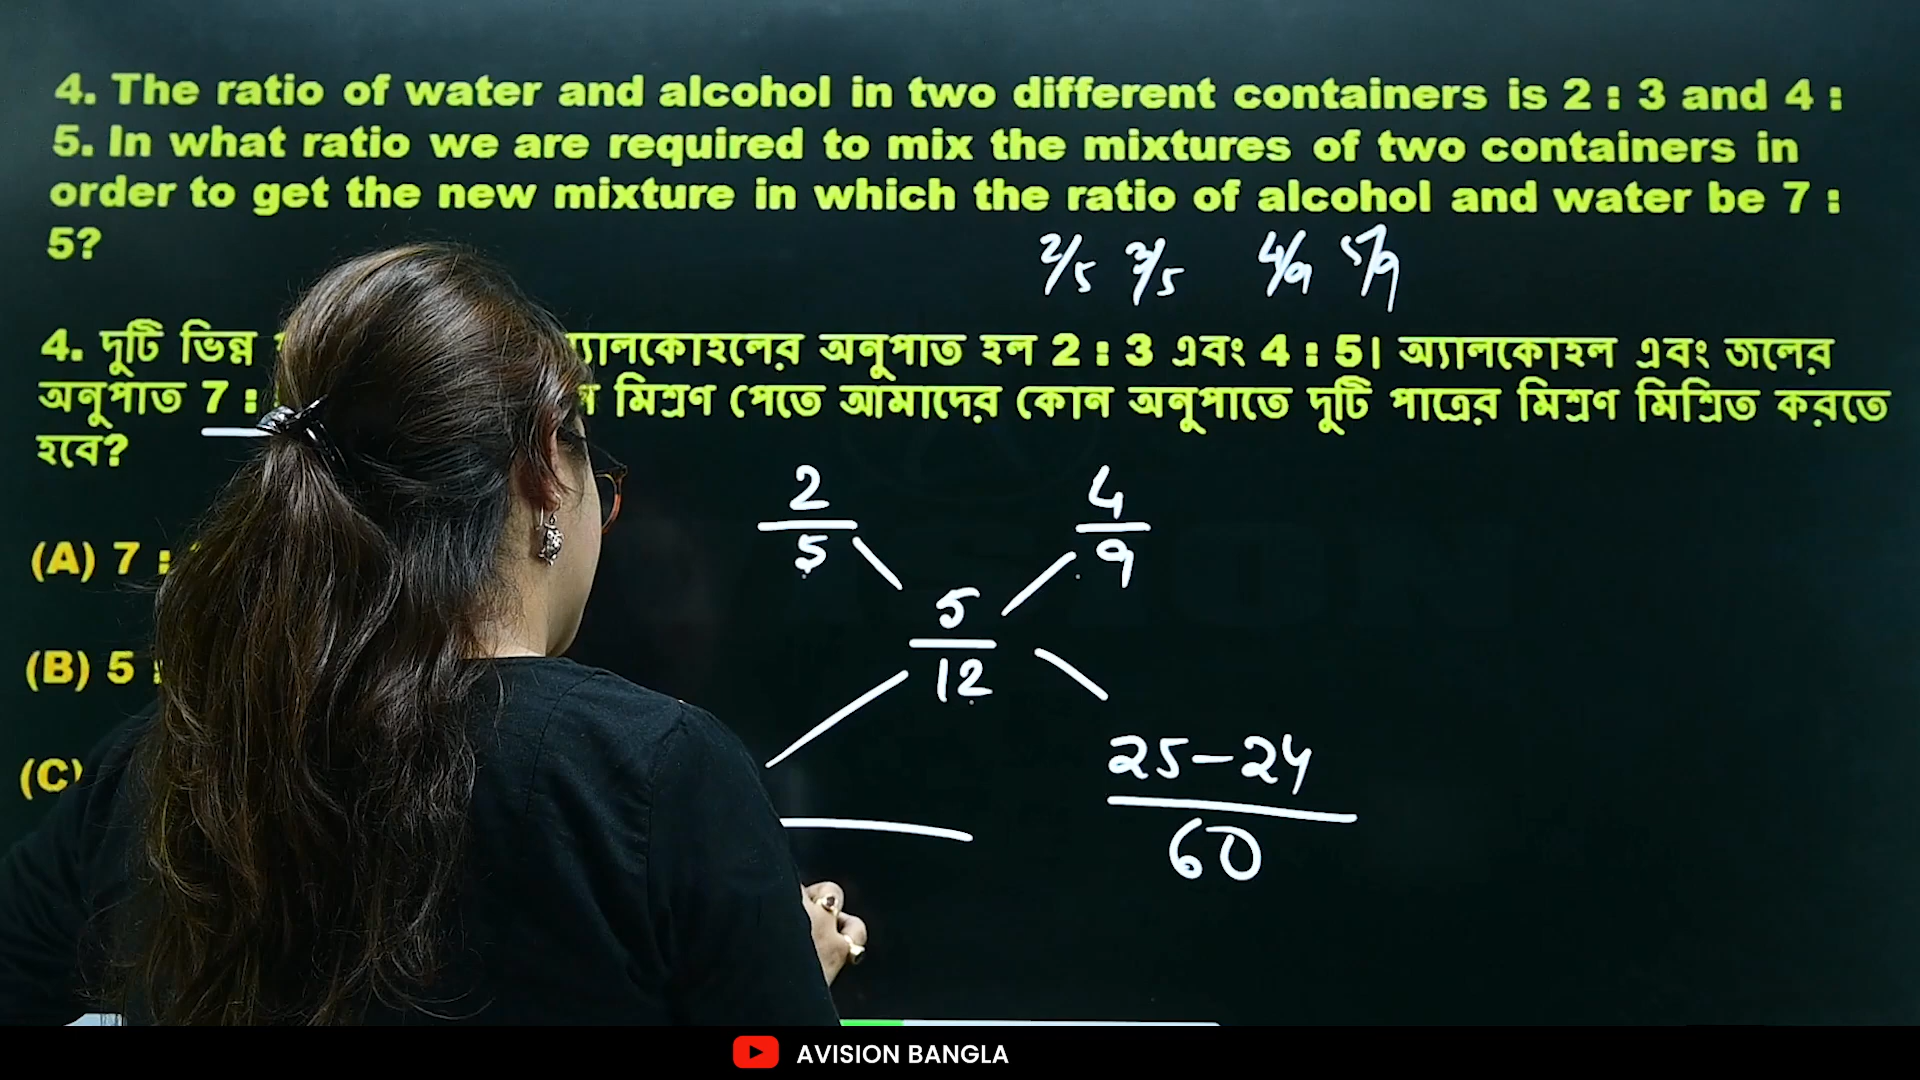 4. The ratio of water and alcohol in two different containers is 2 : 3 and 4 :
5. In what ratio we are required to mix the mixtures of two containers in
order to get the new mixture in which the ratio of alcohol and water be 7 :
5?
2/5 3/5 4/9 5/9
4. দুটি ভিন্ন অ্যালকোহলের অনুপাত হল 2 : 3 এবং 4 : 5। অ্যালকোহল এবং জলের
অনুপাত 7 : মিশ্রণ পেতে আমাদের কোন অনুপাতে দুটি পাত্রের মিশ্রণ মিশ্রিত করতে
হবে?
2 4
5 9
(A) 7 :
5
12
(B) 5 :
(C)
25-24
60
AVISION BANGLA